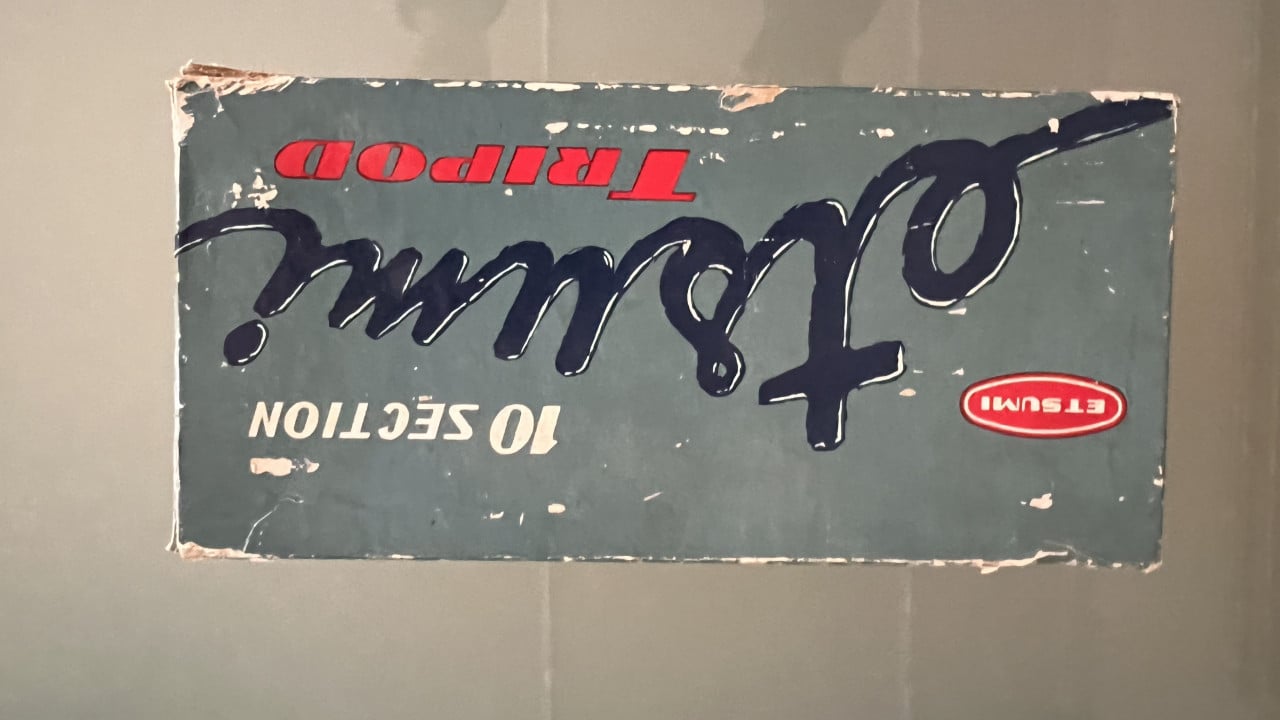 ETSUMI
10 SECTION
etsumi
TRIPOD